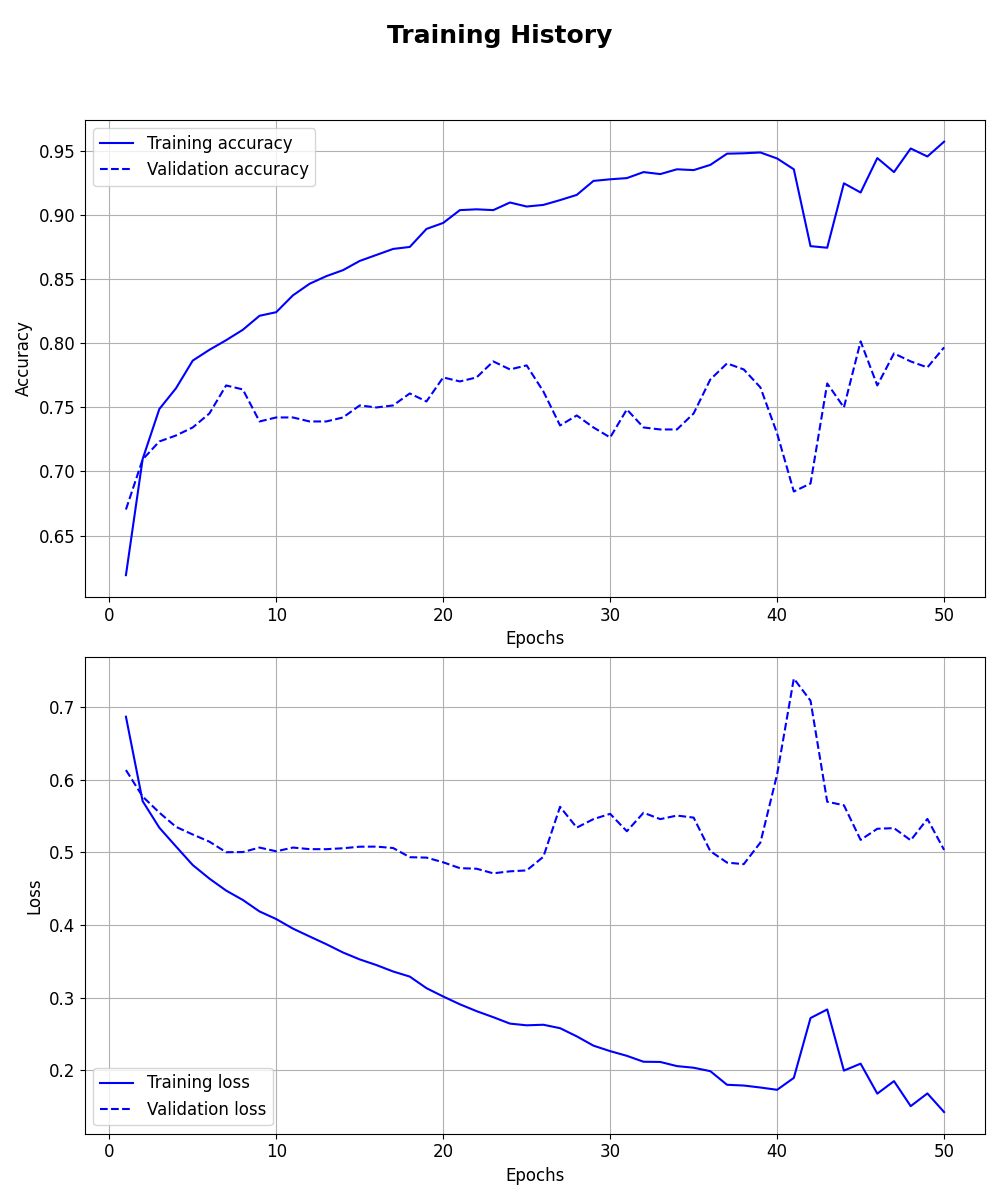 Training History
Training accuracy
Validation accuracy
0.95
0.90
0.85
0.80
0.75
0.70
0.65
Accuracy
0 10 20 30 40 50
Epochs
0.7
0.6
0.5
0.4
0.3
0.2
Loss
Training loss
Validation loss
0 10 20 30 40 50
Epochs